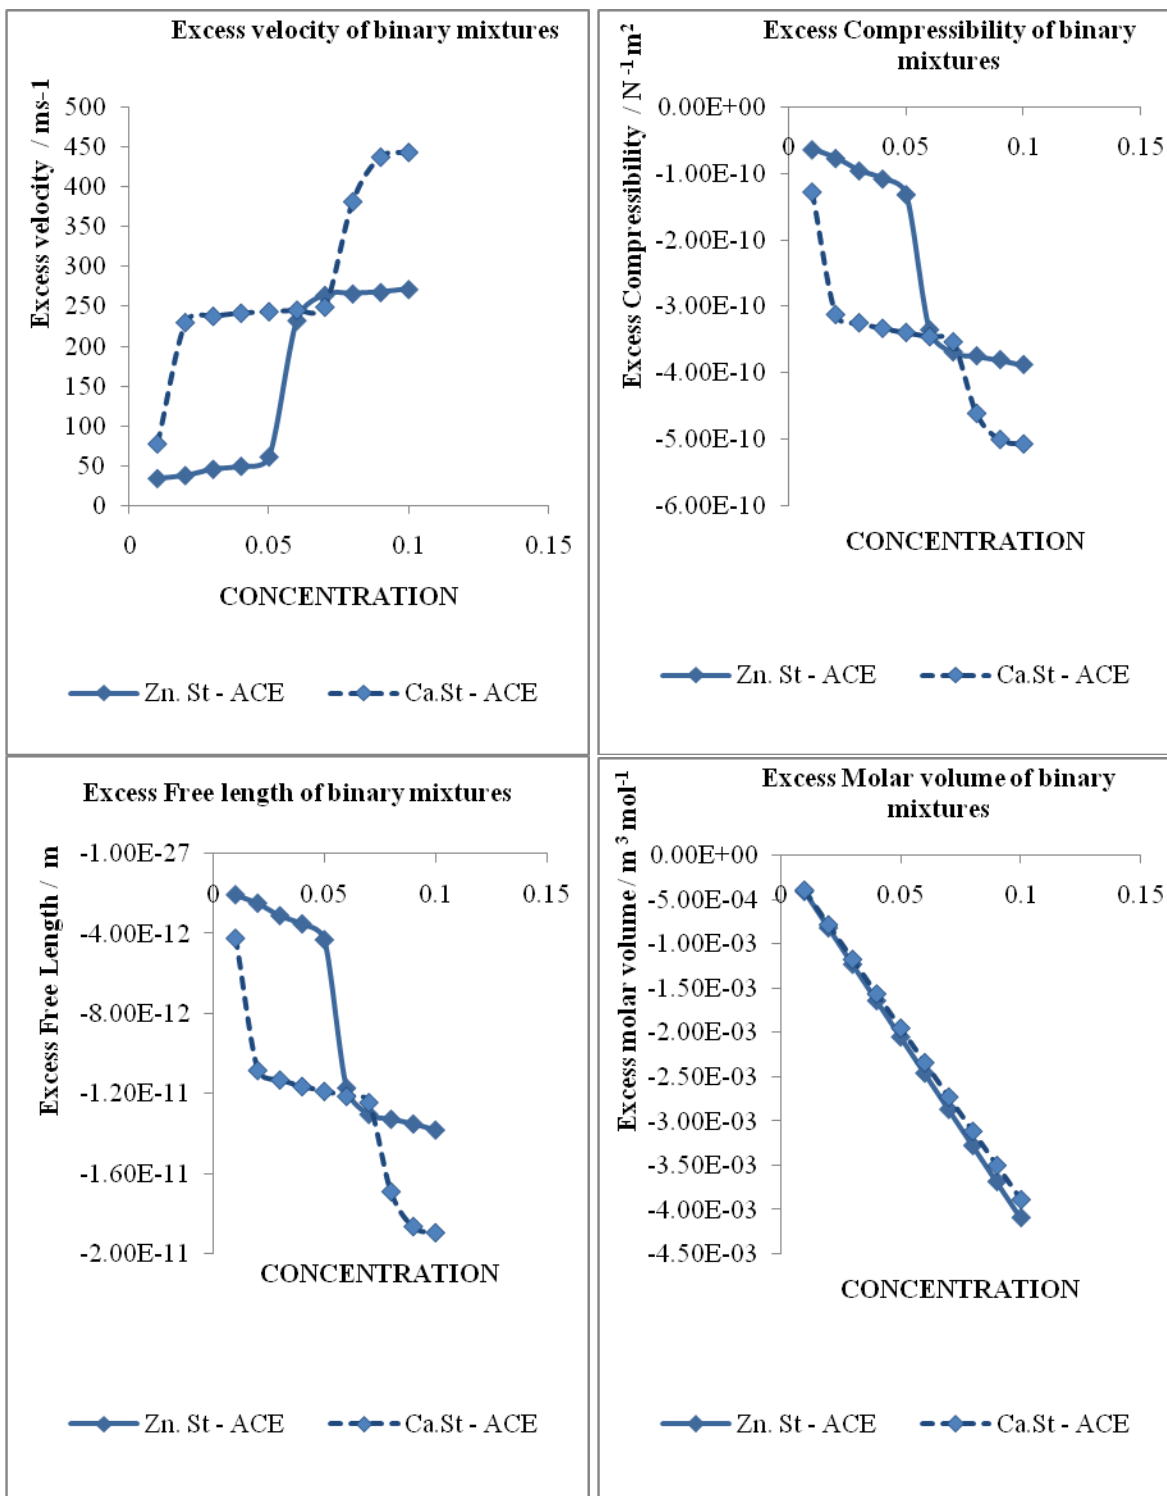 Excess velocity of binary mixtures
Excess velocity / ms-1
500
450
400
350
300
250
200
150
100
50
0
0 0.05 0.1 0.15
CONCENTRATION
Zn. St - ACE Ca.St - ACE
Excess Compressibility of binary
mixtures
Excess Compressibility / N⁻¹m²
0.00E+00
0 0.05 0.1 0.15
-1.00E-10
-2.00E-10
-3.00E-10
-4.00E-10
-5.00E-10
-6.00E-10
CONCENTRATION
Zn. St - ACE Ca.St - ACE
Excess Free length of binary mixtures
Excess Free Length / m
-1.00E-27
0 0.05 0.1 0.15
-4.00E-12
-8.00E-12
-1.20E-11
-1.60E-11
-2.00E-11
CONCENTRATION
Zn. St - ACE Ca.St - ACE
Excess Molar volume of binary
mixtures
Excess molar volume / m³mol⁻¹
0.00E+00
0 0.05 0.1 0.15
-5.00E-04
-1.00E-03
-1.50E-03
-2.00E-03
-2.50E-03
-3.00E-03
-3.50E-03
-4.00E-03
-4.50E-03
CONCENTRATION
Zn. St - ACE Ca.St - ACE